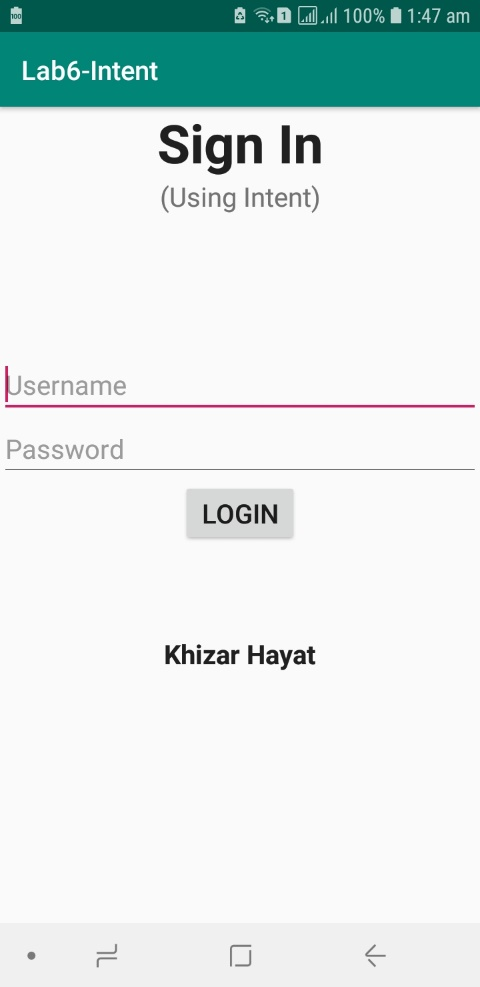 100% 1:47 am
Lab6-Intent
Sign In
(Using Intent)
Username
Password
LOGIN
Khizar Hayat